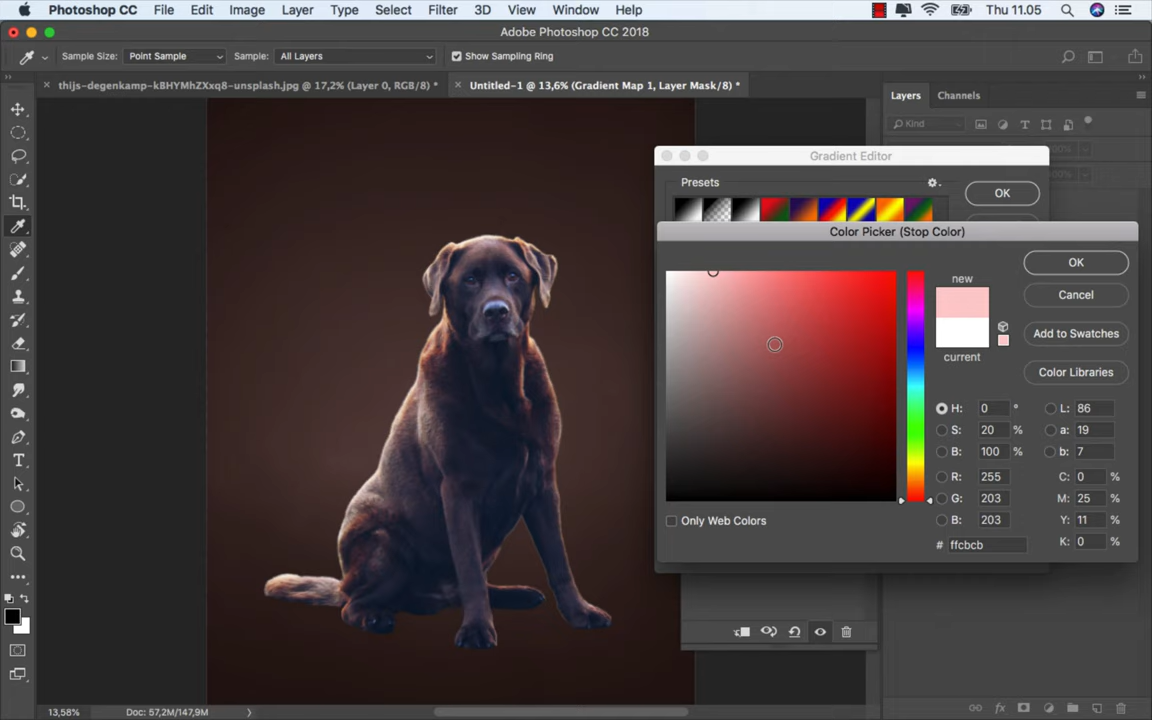 Photoshop CC File Edit Image Layer Type Select Filter 3D View Window Help Thu 11.05
Adobe Photoshop CC 2018
Sample Size: Point Sample Sample: All Layers Show Sampling Ring
thijs-degenkamp-kBHYMhZXxq8-unsplash.jpg @ 17,2% (Layer 0, RGB/8) * Untitled-1 @ 13,6% (Gradient Map 1, Layer Mask/8) *
Layers Channels
Kind
Gradient Editor
Presets
OK
Color Picker (Stop Color)
new
OK
Cancel
Add to Swatches
current
Color Libraries
H: 0 ° L: 86
S: 20 % a: 19
B: 100 % b: 7
R: 255 C: 0 %
G: 203 M: 25 %
B: 203 Y: 11 %
Only Web Colors # ffcbcb K: 0 %
13,58% Doc: 57,2M/147,9M